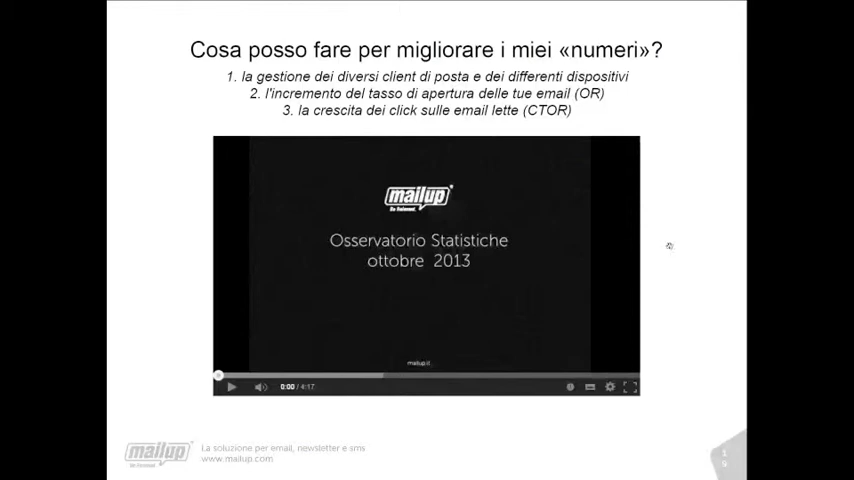 Cosa posso fare per migliorare i miei «numeri»?
1. la gestione dei diversi client di posta e dei differenti dispositivi
2. l'incremento del tasso di apertura delle tue email (OR)
3. la crescita dei click sulle email lette (CTOR)
mailup
Be Relevant.
Osservatorio Statistiche
ottobre 2013
mailup.it
0:00 / 4:17
mailup
La soluzione per email, newsletter e sms
www.mailup.com